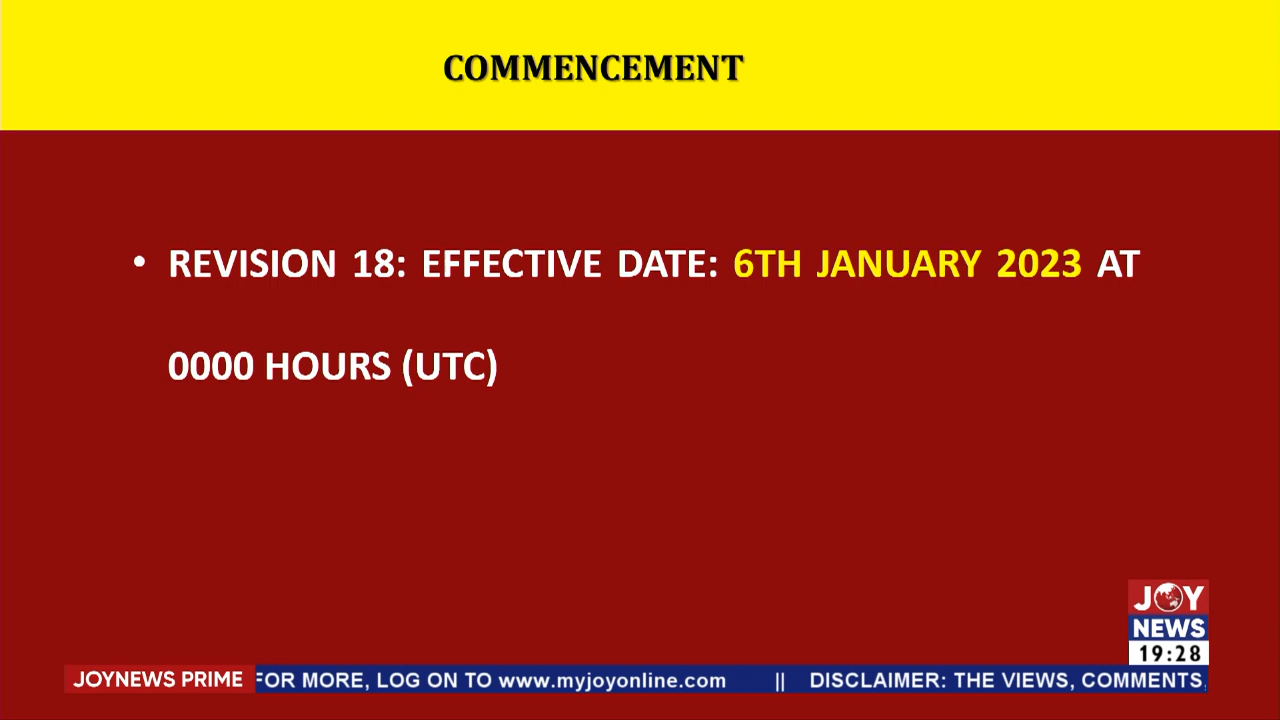 COMMENCEMENT
• REVISION 18: EFFECTIVE DATE: 6TH JANUARY 2023 AT
0000 HOURS (UTC)
JOY
NEWS
19:28
JOYNEWS PRIME FOR MORE, LOG ON TO www.myjoyonline.com || DISCLAIMER: THE VIEWS, COMMENTS,